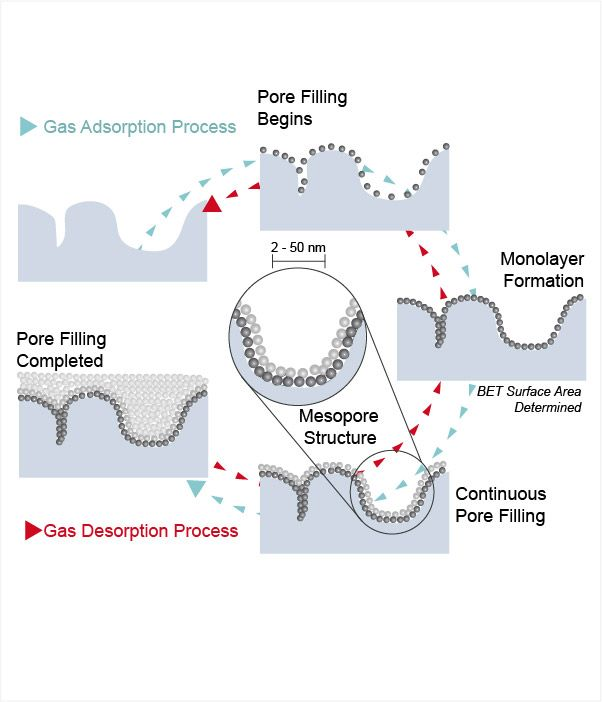 Pore Filling
Begins
Gas Adsorption Process
2 - 50 nm
Monolayer
Formation
Pore Filling
Completed
BET Surface Area
Determined
Mesopore
Structure
Continuous
Pore Filling
Gas Desorption Process